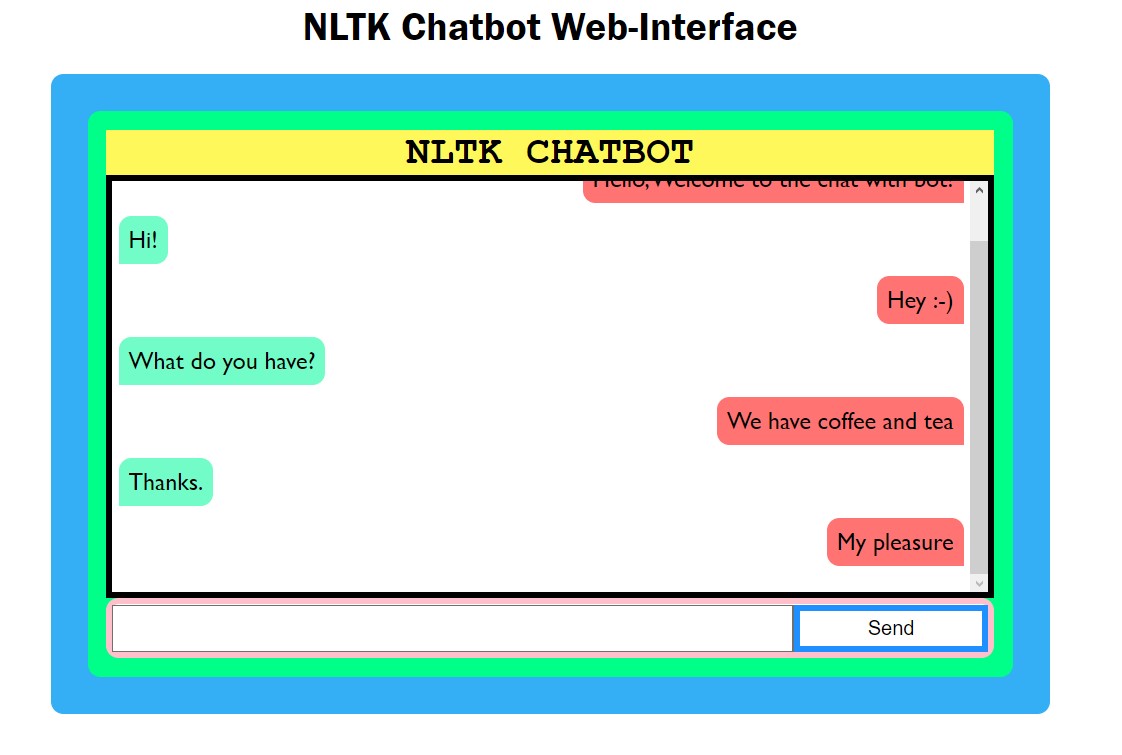 NLTK Chatbot Web-Interface
NLTK CHATBOT
Hello,Welcome to the chat with bot!
Hi!
Hey :-)
What do you have?
We have coffee and tea
Thanks.
My pleasure
Send